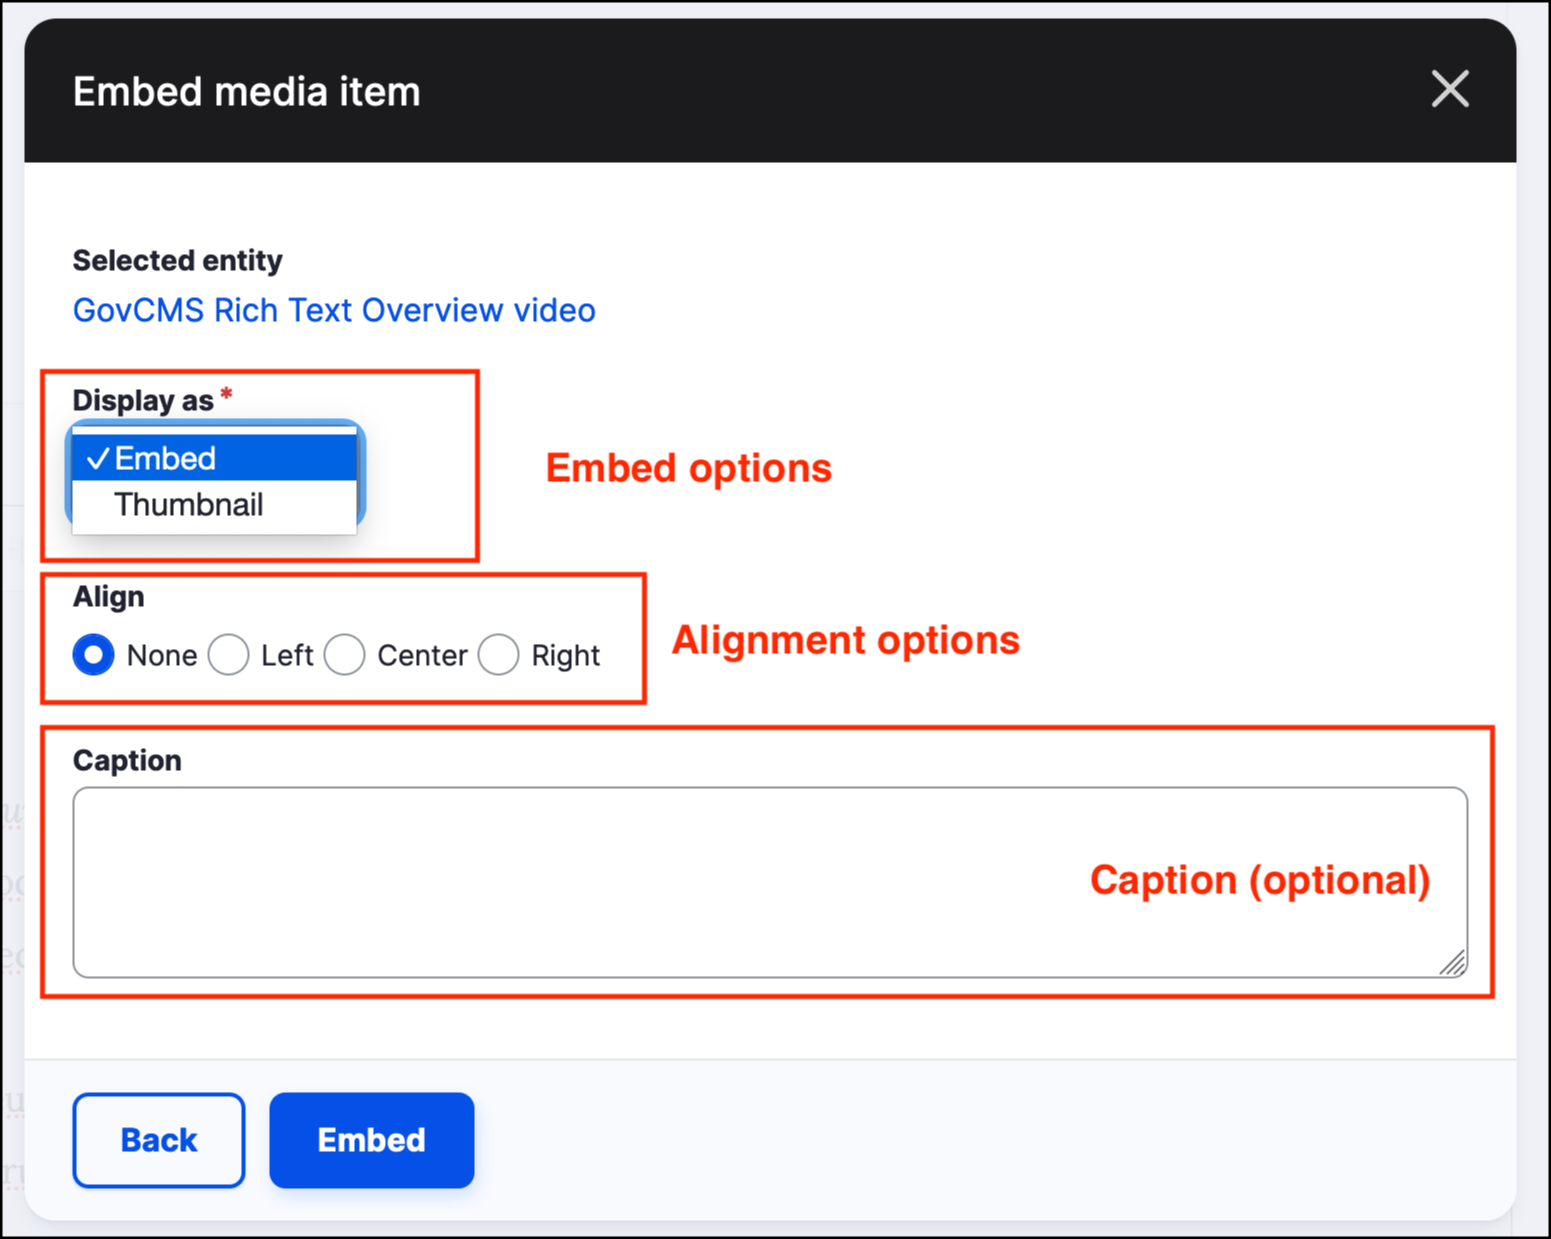 Embed media item
Selected entity
GovCMS Rich Text Overview video
Display as *
✓ Embed
Thumbnail
Embed options
Align
None Left Center Right
Alignment options
Caption
Caption (optional)
Back Embed